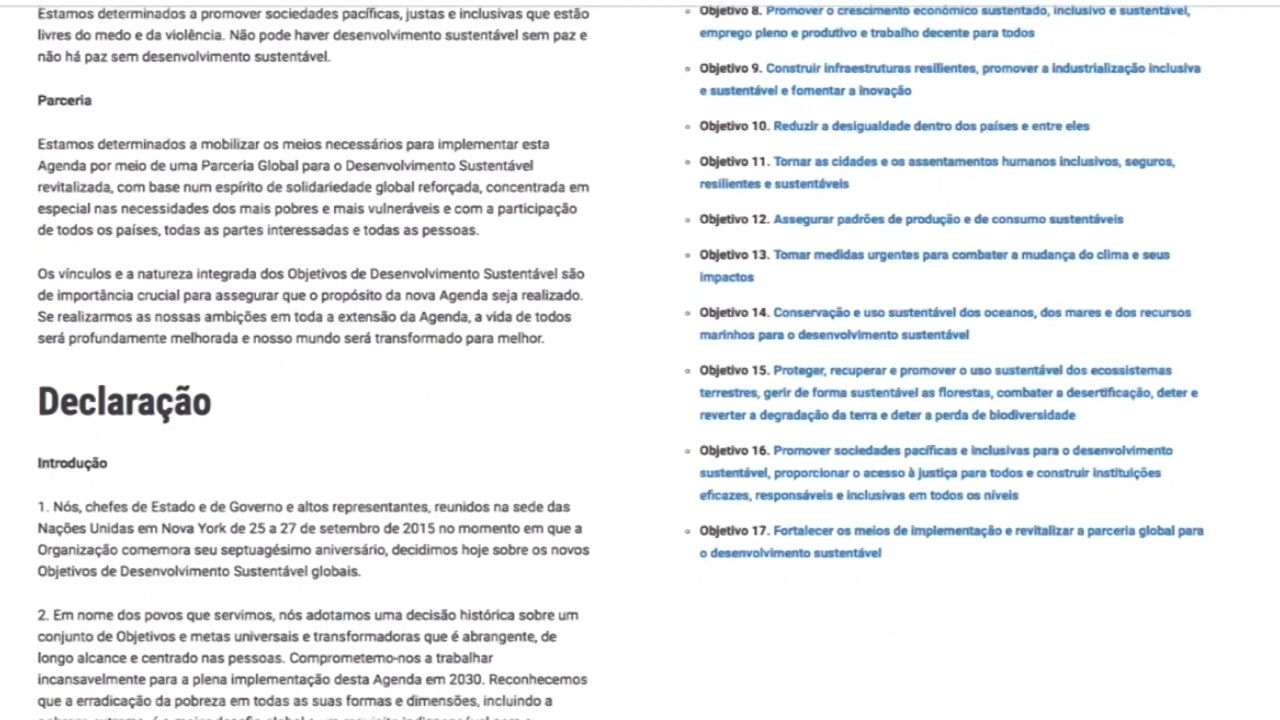 Estamos determinados a promover sociedades pacíficas, justas e inclusivas que estão
livres do medo e da violência. Não pode haver desenvolvimento sustentável sem paz e
não há paz sem desenvolvimento sustentável.
Parceria
Estamos determinados a mobilizar os meios necessários para implementar esta
Agenda por meio de uma Parceria Global para o Desenvolvimento Sustentável
revitalizada, com base num espírito de solidariedade global reforçada, concentrada em
especial nas necessidades dos mais pobres e mais vulneráveis e com a participação
de todos os países, todas as partes interessadas e todas as pessoas.
Os vínculos e a natureza integrada dos Objetivos de Desenvolvimento Sustentável são
de importância crucial para assegurar que o propósito da nova Agenda seja realizado.
Se realizarmos as nossas ambições em toda a extensão da Agenda, a vida de todos
será profundamente melhorada e nosso mundo será transformado para melhor.
Declaração
Introdução
1. Nós, chefes de Estado e de Governo e altos representantes, reunidos na sede das
Nações Unidas em Nova York de 25 a 27 de setembro de 2015 no momento em que a
Organização comemora seu septuagésimo aniversário, decidimos hoje sobre os novos
Objetivos de Desenvolvimento Sustentável globais.
2. Em nome dos povos que servimos, nós adotamos uma decisão histórica sobre um
conjunto de Objetivos e metas universais e transformadoras que é abrangente, de
longo alcance e centrado nas pessoas. Comprometemo-nos a trabalhar
incansavelmente para a plena implementação desta Agenda em 2030. Reconhecemos
que a erradicação da pobreza em todas as suas formas e dimensões, incluindo a
Objetivo 8. Promover o crescimento econômico sustentado, inclusivo e sustentável,
emprego pleno e produtivo e trabalho decente para todos
Objetivo 9. Construir infraestruturas resilientes, promover a industrialização inclusiva
e sustentável e fomentar a inovação
Objetivo 10. Reduzir a desigualdade dentro dos países e entre eles
Objetivo 11. Tornar as cidades e os assentamentos humanos inclusivos, seguros,
resilientes e sustentáveis
Objetivo 12. Assegurar padrões de produção e de consumo sustentáveis
Objetivo 13. Tomar medidas urgentes para combater a mudança do clima e seus
impactos
Objetivo 14. Conservação e uso sustentável dos oceanos, dos mares e dos recursos
marinhos para o desenvolvimento sustentável
Objetivo 15. Proteger, recuperar e promover o uso sustentável dos ecossistemas
terrestres, gerir de forma sustentável as florestas, combater a desertificação, deter e
reverter a degradação da terra e deter a perda de biodiversidade
Objetivo 16. Promover sociedades pacíficas e inclusivas para o desenvolvimento
sustentável, proporcionar o acesso à justiça para todos e construir instituições
eficazes, responsáveis e inclusivas em todos os níveis
Objetivo 17. Fortalecer os meios de implementação e revitalizar a parceria global para
o desenvolvimento sustentável